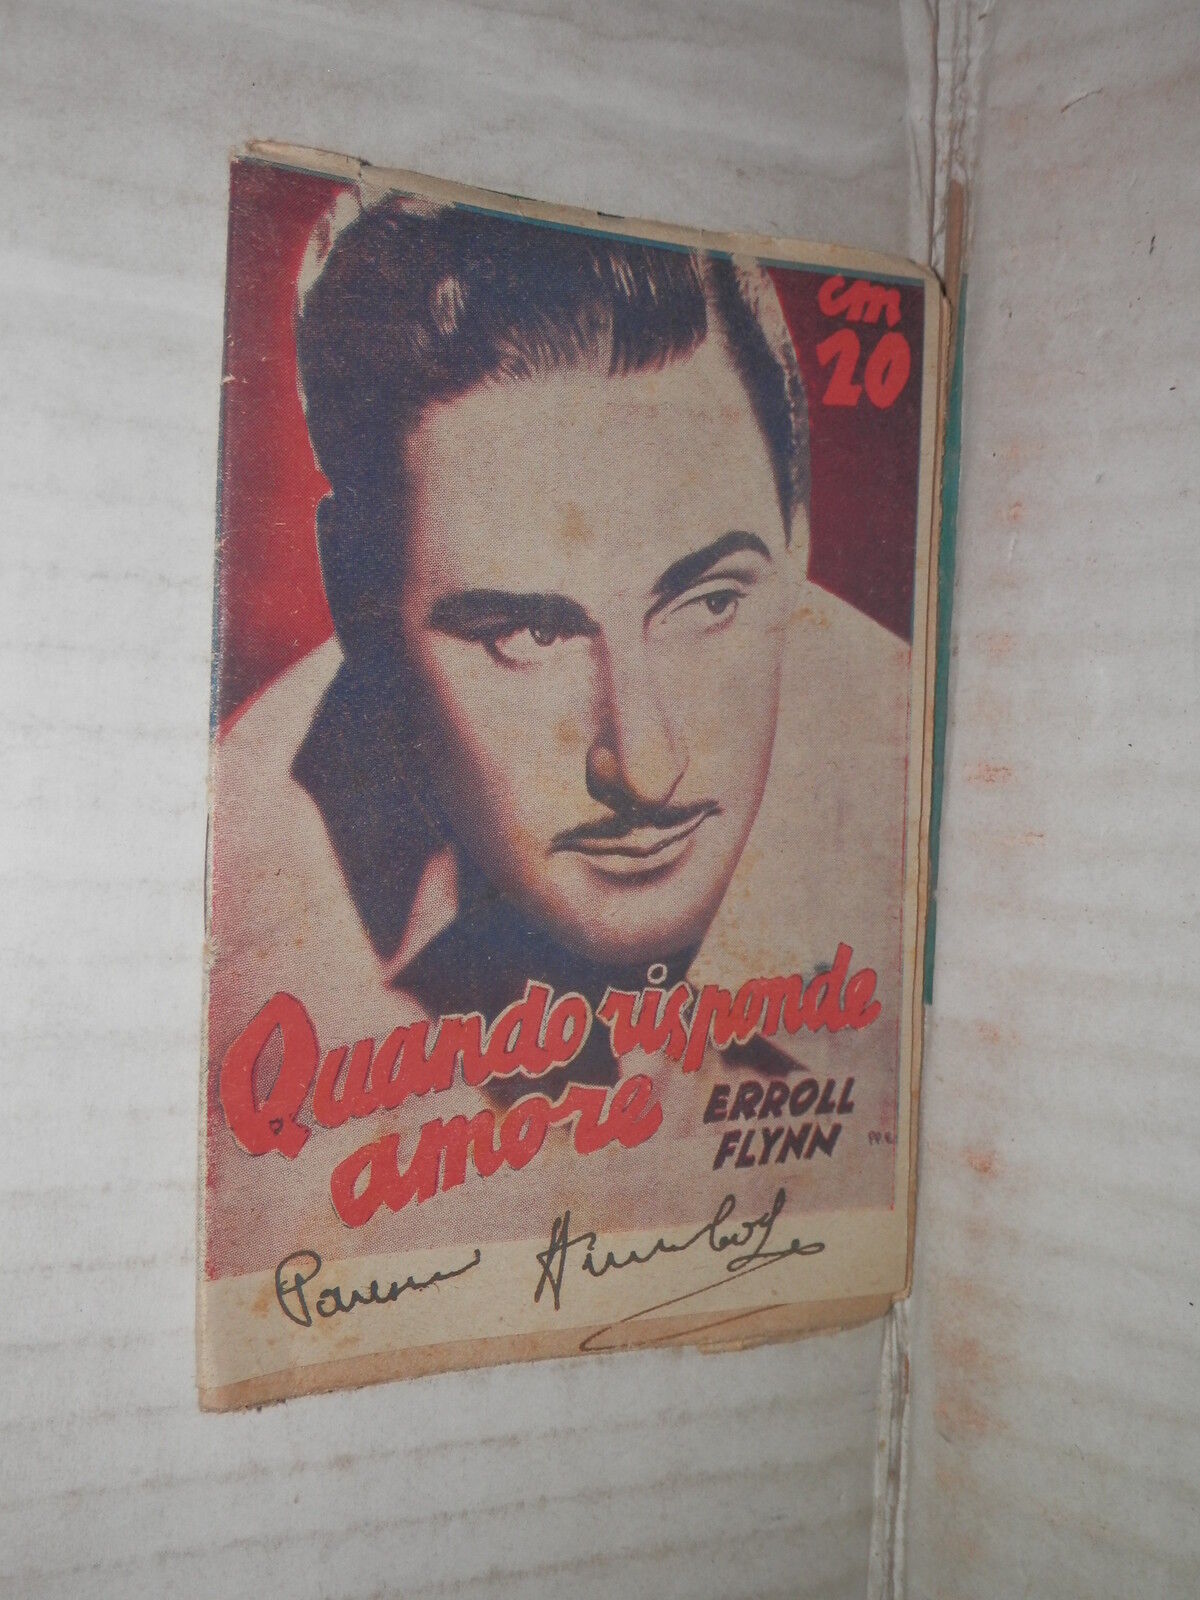 cm
20
Quando risponde
amore
ERROLL
FLYNN